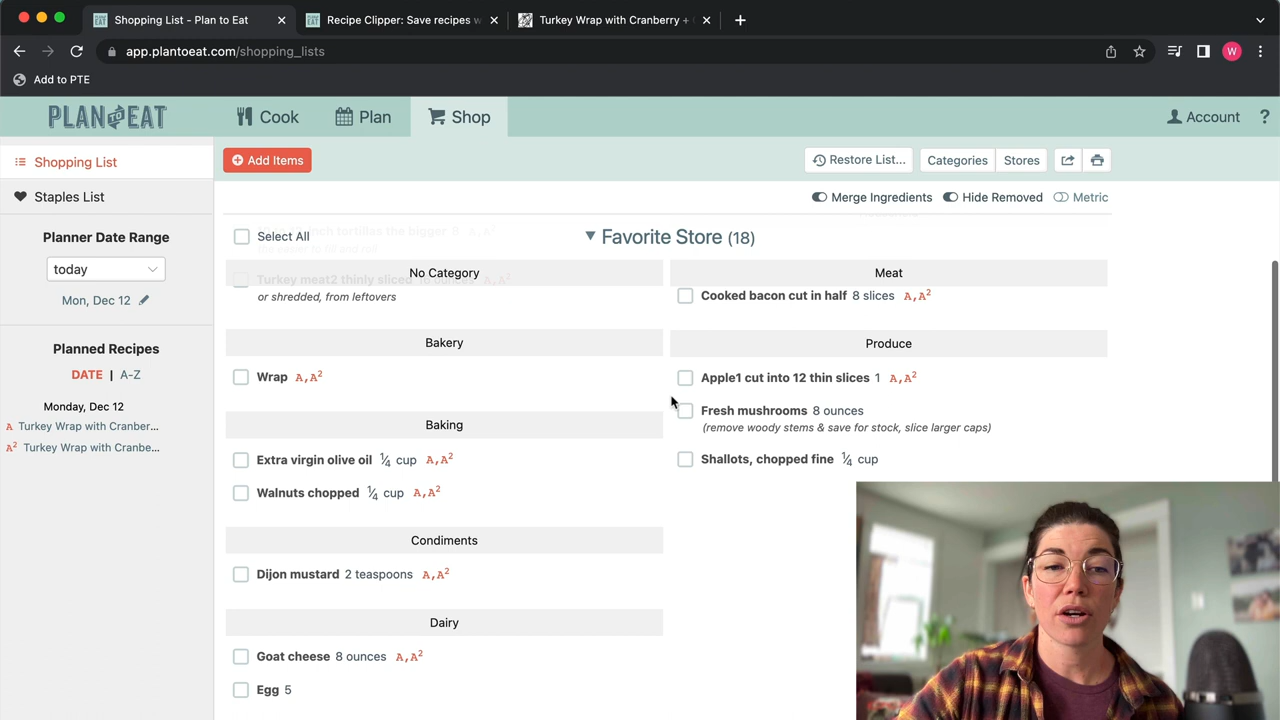 Shopping List - Plan to Eat
Recipe Clipper: Save recipes w
Turkey Wrap with Cranberry +
app.plantoeat.com/shopping_lists
W
Add to PTE
PLAN TO EAT
Cook
Plan
Shop
Account
?
Shopping List
Staples List
Add Items
Restore List...
Categories
Stores
Merge Ingredients
Hide Removed
Metric
Planner Date Range
today
Mon, Dec 12
Planned Recipes
DATE | A-Z
Monday, Dec 12
A Turkey Wrap with Cranber...
A² Turkey Wrap with Cranbe...
Select All
Favorite Store (18)
No Category
Turkey meat2 thinly sliced 10 ounces A,A²
or shredded, from leftovers
Bakery
Wrap A,A²
Baking
Extra virgin olive oil ¼ cup A,A²
Walnuts chopped ¼ cup A,A²
Condiments
Dijon mustard 2 teaspoons A,A²
Dairy
Goat cheese 8 ounces A,A²
Egg 5
Meat
Cooked bacon cut in half 8 slices A,A²
Produce
Apple1 cut into 12 thin slices 1 A,A²
Fresh mushrooms 8 ounces
(remove woody stems & save for stock, slice larger caps)
Shallots, chopped fine ¼ cup